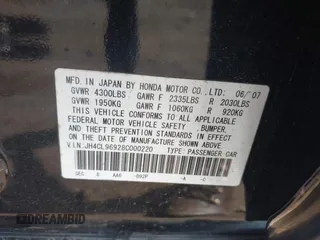 MFD. IN JAPAN BY HONDA MOTOR CO., LTD. 06/'07
GVWR 4300LBS GAWR F 2335LBS R 2030LBS
GVWR 1950KG GAWR F 1060KG R 920KG
THIS VEHICLE CONFORMS TO ALL APPLICABLE
FEDERAL MOTOR VEHICLE SAFETY, BUMPER,
AND THEFT PREVENTION STANDARDS IN EFFECT ON
THE DATE OF MANUFACTURE SHOWN ABOVE.
V.I.N: JH4CL96928C000220 TYPE: PASSENGER CAR
DREAMBID